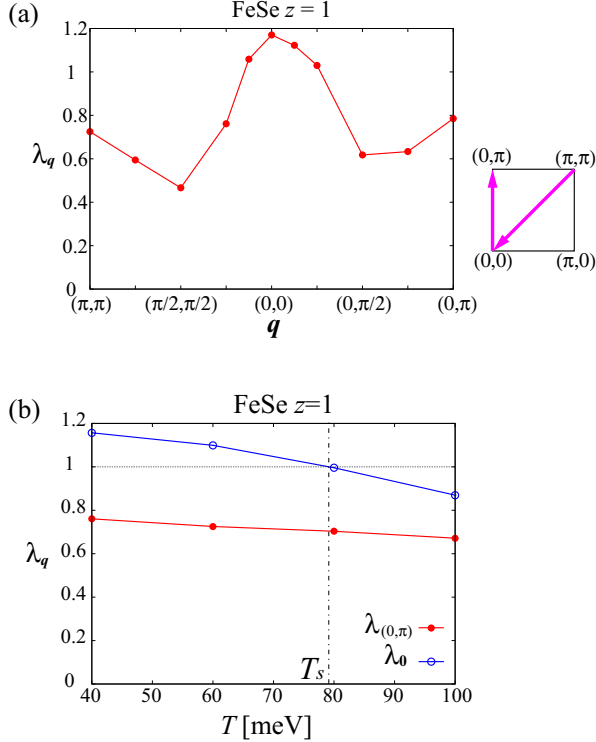 (a)
FeSe z = 1
1.2
1
0.8
0.6
0.4
0.2
0
λq
(π,π)
(π/2,π/2)
(0,0)
(0,π/2)
(0,π)
q
(0,π)
(π,π)
(0,0)
(π,0)
(b)
FeSe z=1
1.2
1
0.8
0.6
0.4
0.2
0
λq
λ(0,π)
λ0
Ts
40
50
60
70
80
90
100
T [meV]